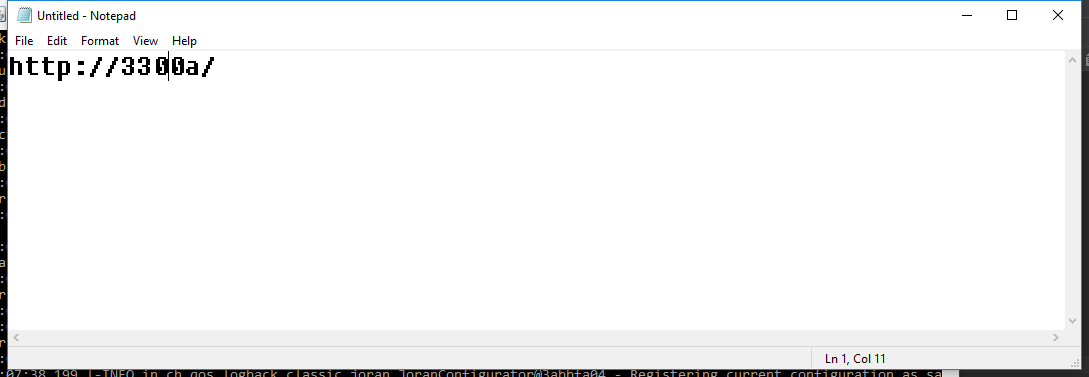 Untitled - Notepad
File Edit Format View Help
http://3300a/
Ln 1, Col 11
:07:38,199 |-INFO in ch.qos.logback.classic.joran.JoranConfigurator@3abbfa04 - Registering current configuration as sa